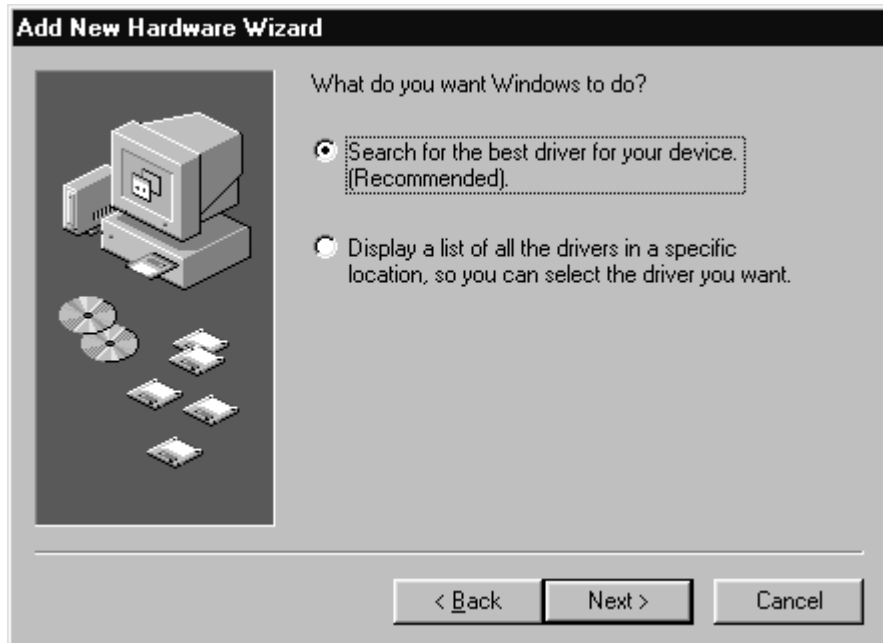 Add New Hardware Wizard
What do you want Windows to do?
Search for the best driver for your device.
(Recommended).
Display a list of all the drivers in a specific
location, so you can select the driver you want.
< Back
Next >
Cancel